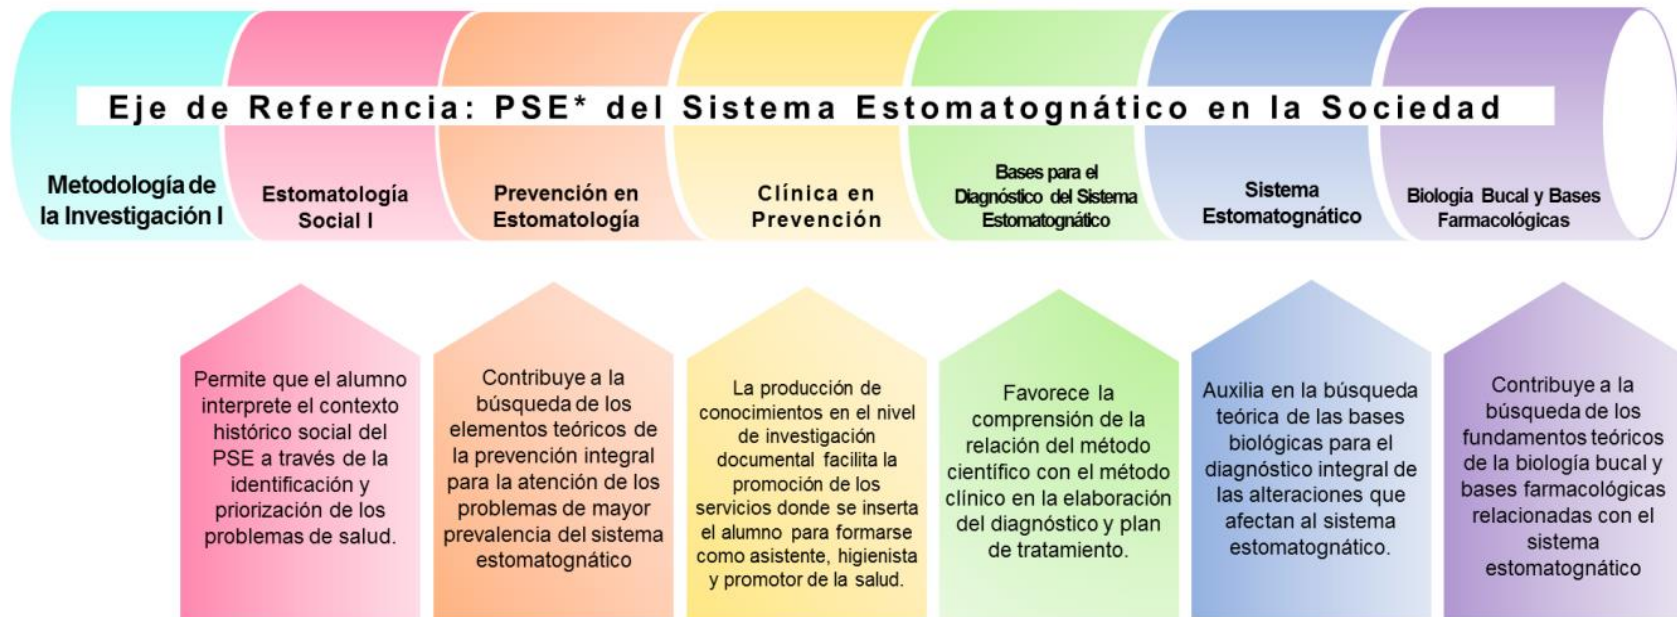 Eje de Referencia: PSE* del Sistema Estomatognático en la Sociedad
Metodología de
la Investigación I
Estomatología
Social I
Prevención en
Estomatología
Clínica en
Prevención
Bases para el
Diagnóstico del Sistema
Estomatognático
Sistema
Estomatognático
Biología Bucal y Bases
Farmacológicas
Permite que el alumno
interprete el contexto
histórico social del
PSE a través de la
identificación y
priorización de los
problemas de salud.
Contribuye a la
búsqueda de los
elementos teóricos de
la prevención integral
para la atención de los
problemas de mayor
prevalencia del sistema
estomatognático
La producción de
conocimientos en el nivel
de investigación
documental facilita la
promoción de los
servicios donde se inserta
el alumno para formarse
como asistente, higienista
y promotor de la salud.
Favorece la
comprensión de la
relación del método
científico con el método
clínico en la elaboración
del diagnóstico y plan
de tratamiento.
Auxilia en la búsqueda
teórica de las bases
biológicas para el
diagnóstico integral de
las alteraciones que
afectan al sistema
estomatognático.
Contribuye a la
búsqueda de los
fundamentos teóricos
de la biología bucal y
bases farmacológicas
relacionadas con el
sistema
estomatognático